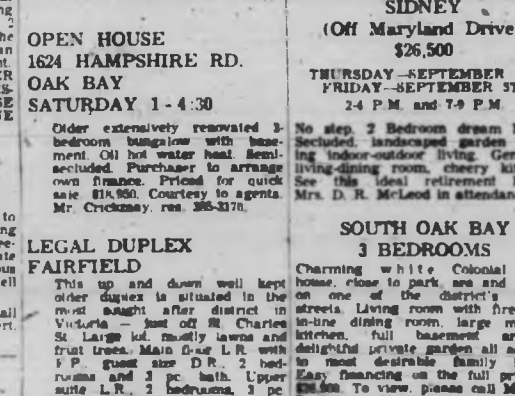 OPEN HOUSE
1624 HAMPSHIRE RD.
OAK BAY
SATURDAY 1 - 4:30
Older extensively renovated 3-
bedroom bungalow with base-
ment. Oil hot water heat. Semi-
secluded. Purchaser to arrange
own finance. Priced for quick
sale Courtesy to agents.
Mr. res.
LEGAL DUPLEX
FAIRFIELD
This up and down well kept
older duplex is situated in the
most sought after district in
Victoria — just off St. Charles
St. Large lot, mostly lawns and
fruit trees. Main floor L.R. with
F.P., guest size D.R., 2 bed-
rooms and 3 pc. bath. Upper
suite L.R., 2 bedrooms, 3 pc
SIDNEY
(Off Maryland Drive
$26,500
THURSDAY—SEPTEMBER
FRIDAY—SEPTEMBER
2-4 P.M. and 7-9 P.M.
No step. 2 Bedroom dream
Secluded, landscaped garden
ing indoor-outdoor living.
living-dining room, cheery
See this ideal retirement
Mrs. D. R. McLeod in
SOUTH OAK BAY
3 BEDROOMS
Charming white Colonial
house, close to park, sea and
on one of the district's
streets. Living room with
in-line dining room, large
kitchen, full basement
delightful private garden all
in most desirable family
Easy financing on the full
To view, please call